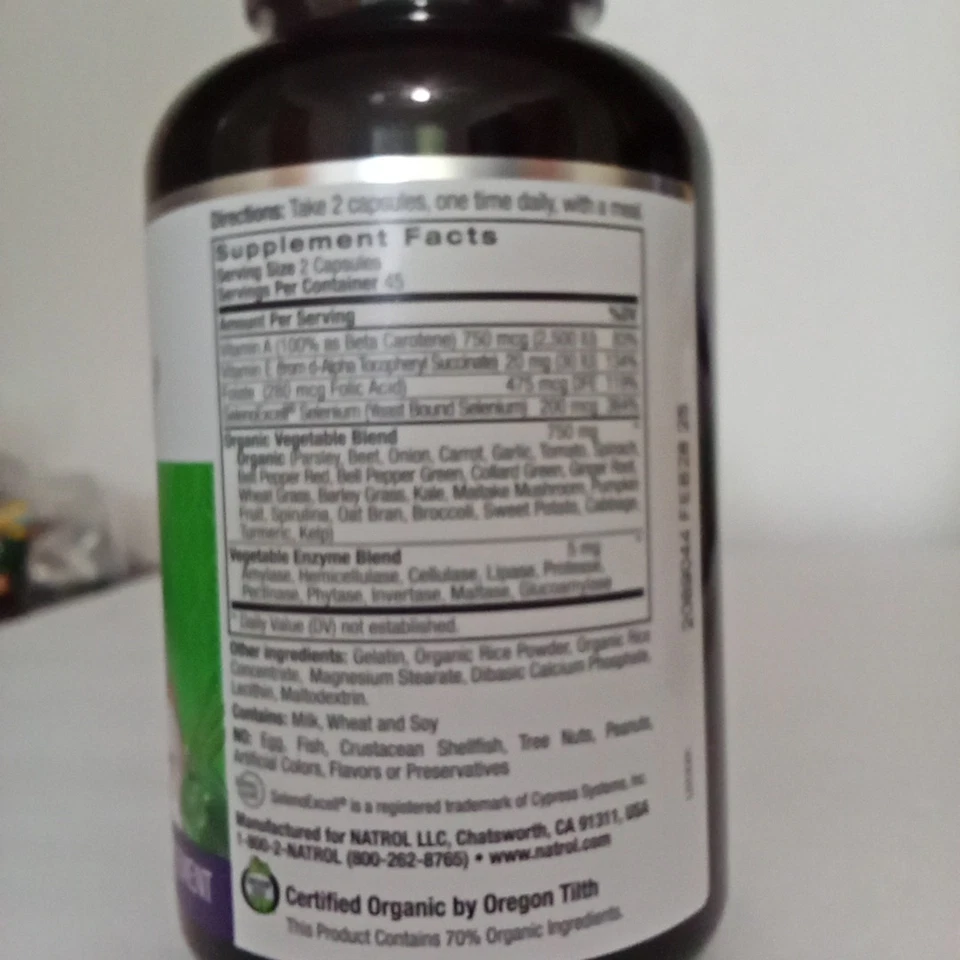 Directions: Take 2 capsules, one time daily, with a meal.
Supplement Facts
Serving Size 2 Capsules
Servings Per Container 45
Amount Per Serving %DV
Vitamin A (100% as Beta Carotene) 750 mcg (2,500 IU) 83%
Vitamin E (from d-Alpha Tocopheryl Succinate) 20 mg (30 IU) 134%
Folate (280 mcg Folic Acid) 475 mcg DFE 119%
SelenoExcell® Selenium (Yeast Bound Selenium) 200 mcg 364%
Organic Vegetable Blend 750 mg *
Organic (Parsley, Beet, Onion, Carrot, Garlic, Tomato, Spinach,
Bell Pepper Red, Bell Pepper Green, Collard Green, Ginger Red,
Wheat Grass, Barley Grass, Kale, Maitake Mushroom, Pumpkin
Fruit, Spirulina, Oat Bran, Broccoli, Sweet Potato, Cabbage,
Turmeric, Kelp)
Vegetable Enzyme Blend 5 mg *
Amylase, Hemicellulase, Cellulase, Lipase, Protease,
Pectinase, Phytase, Invertase, Maltase, Glucoamylase
* Daily Value (DV) not established.
Other ingredients: Gelatin, Organic Rice Powder, Organic Rice
Concentrate, Magnesium Stearate, Dibasic Calcium Phosphate,
Lecithin, Maltodextrin.
Contains: Milk, Wheat and Soy
NO: Egg, Fish, Crustacean Shellfish, Tree Nuts, Peanuts,
Artificial Colors, Flavors or Preservatives
SelenoExcell® is a registered trademark of Cypress Systems, Inc.
Manufactured for NATROL LLC, Chatsworth, CA 91311, USA
1-800-2-NATROL (800-262-8765) • www.natrol.com
Certified Organic by Oregon Tilth
This Product Contains 70% Organic Ingredients.
2089044 FEB28 25